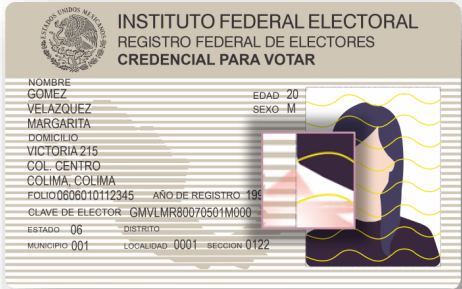 ESTADOS UNIDOS MEXICANOS
INSTITUTO FEDERAL ELECTORAL
REGISTRO FEDERAL DE ELECTORES
CREDENCIAL PARA VOTAR
NOMBRE
GOMEZ
VELAZQUEZ
MARGARITA
EDAD 20
SEXO M
DOMICILIO
VICTORIA 215
COL. CENTRO
COLIMA, COLIMA
FOLIO 0606010112345 AÑO DE REGISTRO 199
CLAVE DE ELECTOR GMVLMR80070501M000
ESTADO 06 DISTRITO
MUNICIPIO 001 LOCALIDAD 0001 SECCION 0122